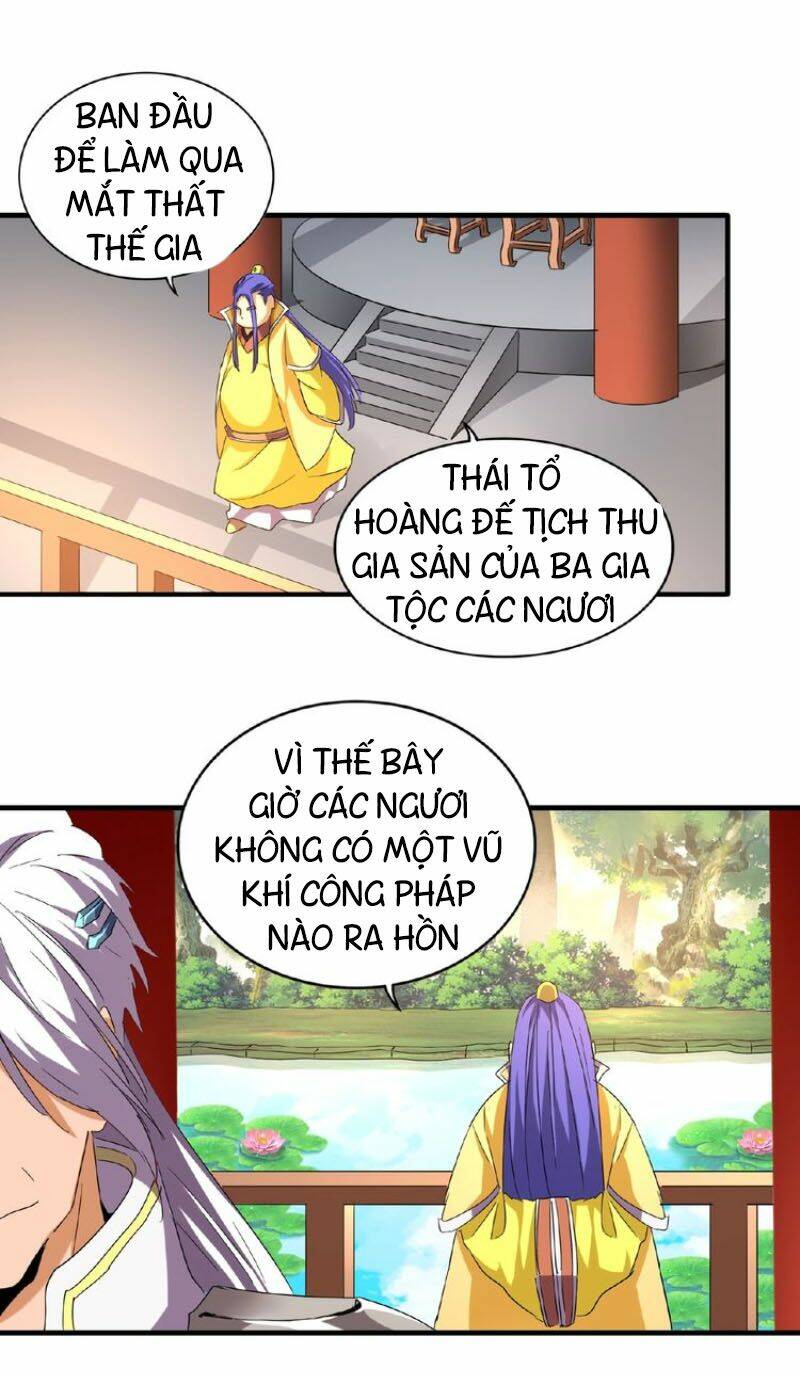 BAN ĐẦU
ĐỂ LÀM QUA
MẮT THẤT
THẾ GIA
THÁI TỔ
HOÀNG ĐẾ TỊCH THU
GIA SẢN CỦA BA GIA
TỘC CÁC NGƯƠI
VÌ THẾ BÂY
GIỜ CÁC NGƯƠI
KHÔNG CÓ MỘT VŨ
KHÍ CÔNG PHÁP
NÀO RA HỒN